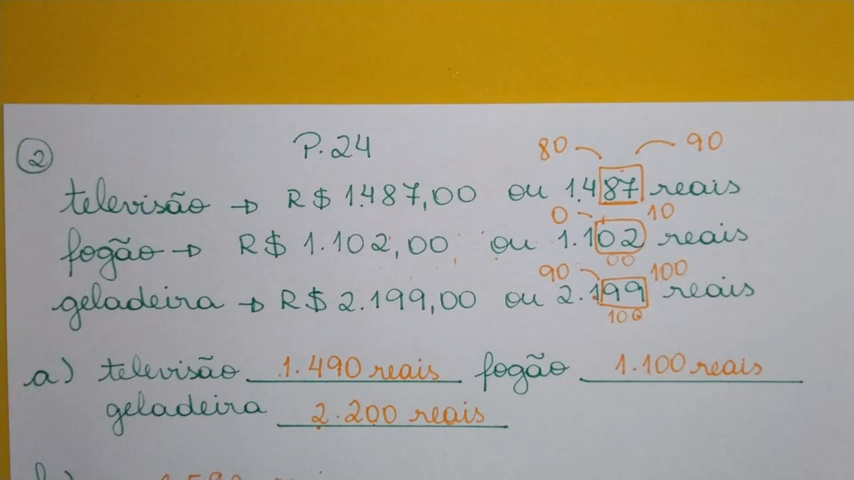 P. 24
2
80 90
televisão → R$ 1.487,00 ou 1.487 reais
0 10
fogão → R$ 1.102,00 ou 1.102 reais
00
90 100
geladeira → R$ 2.199,00 ou 2.199 reais
100
a) televisão 1.490 reais fogão 1.100 reais
geladeira 2.200 reais